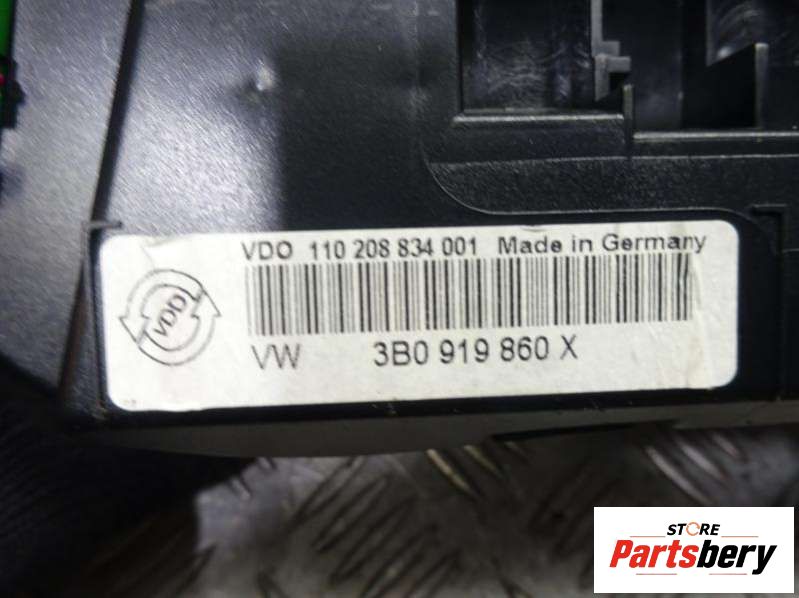 VDO 110 208 834 001 Made in Germany
VDO
VW 3B0 919 860 X
STORE
Partsbery